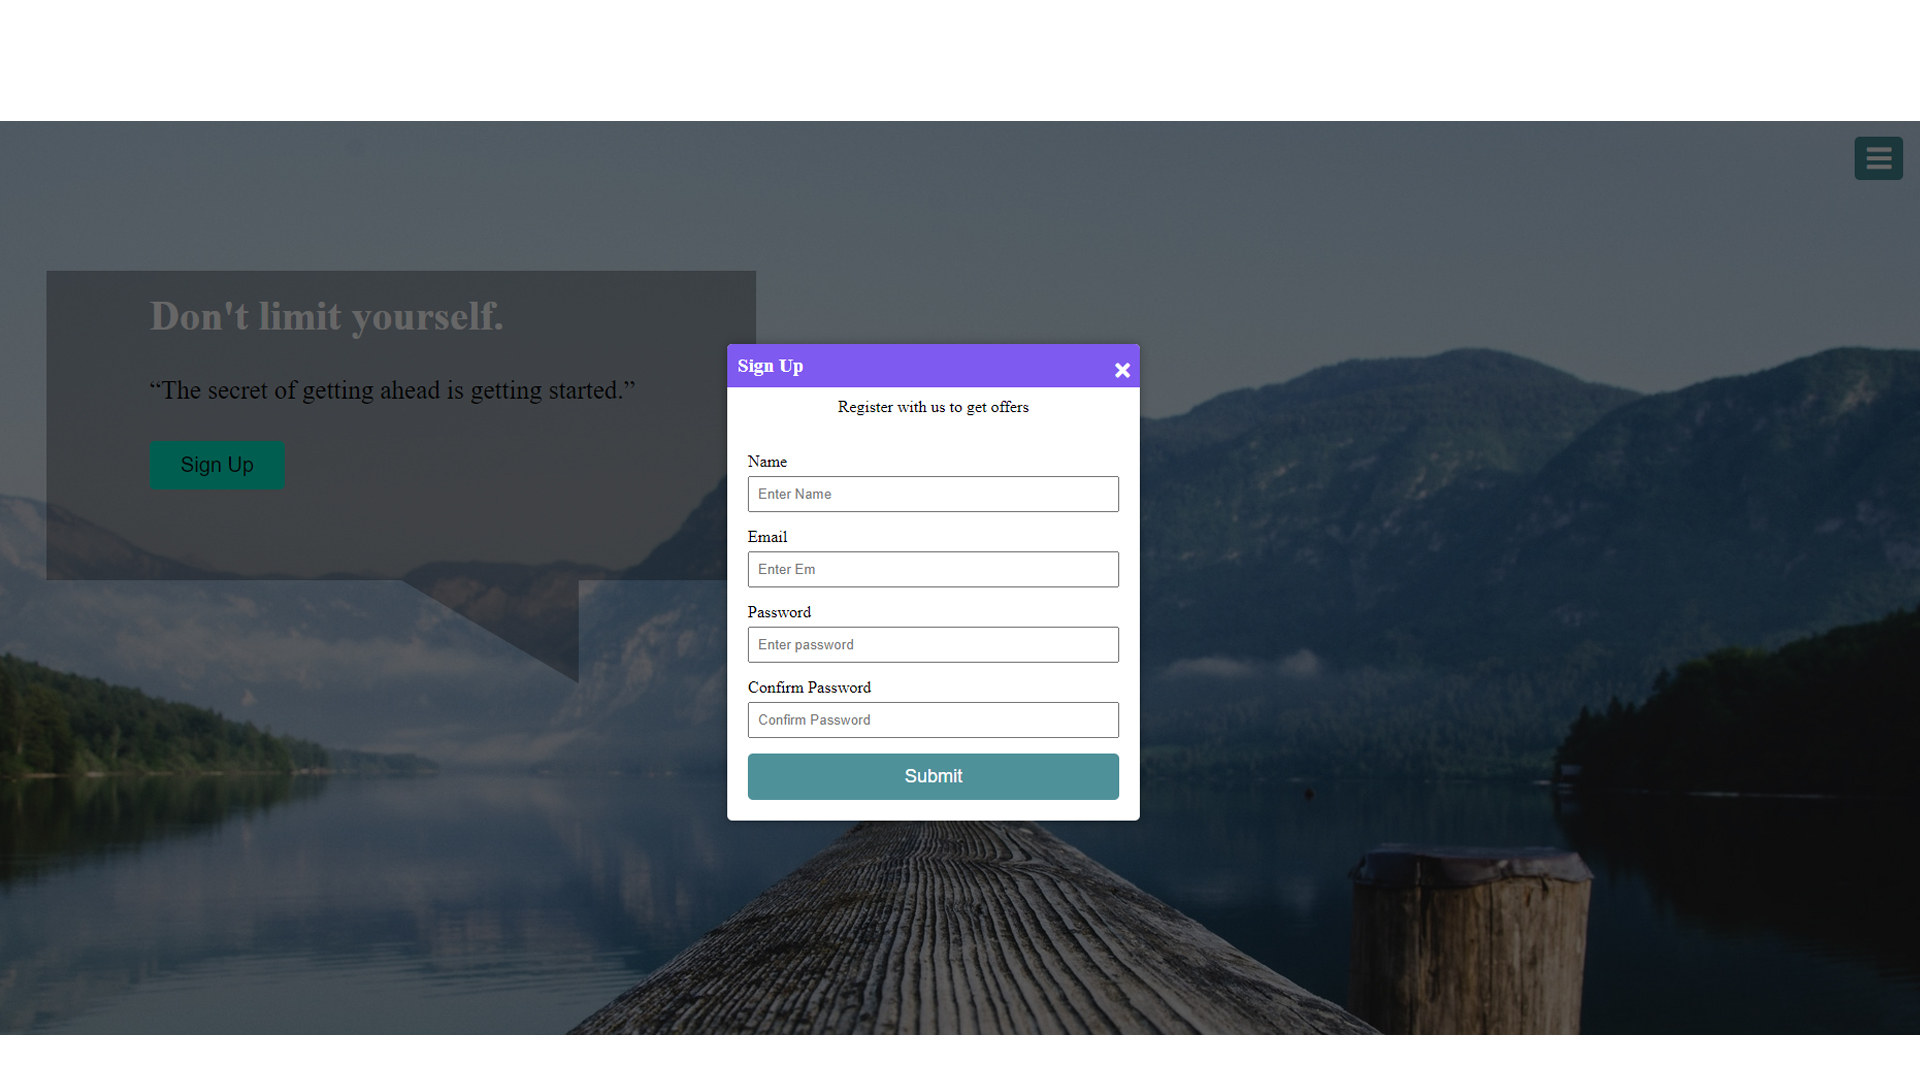 Don't limit yourself.
“The secret of getting ahead is getting started.”
Sign Up
Sign Up
Register with us to get offers
Name
Enter Name
Email
Enter Em
Password
Enter password
Confirm Password
Confirm Password
Submit